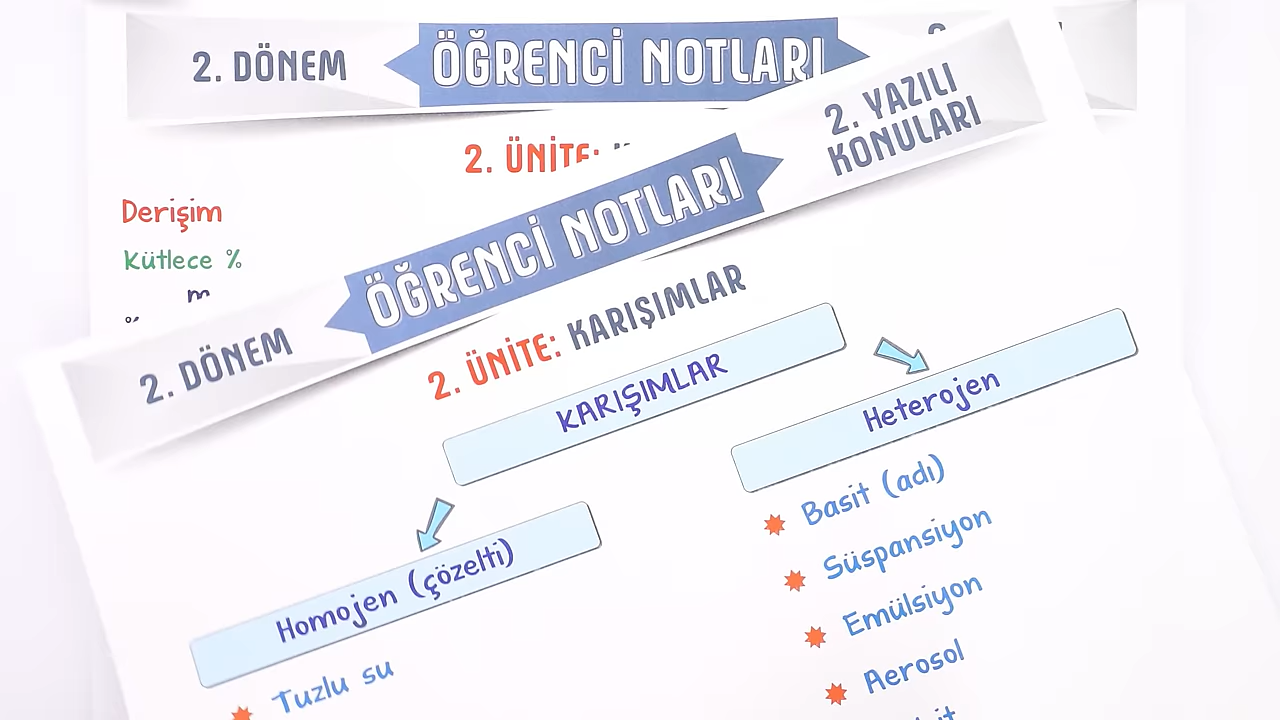 2. DÖNEM
ÖĞRENCİ NOTLARI
2. ÜNİTE:
Derişim
Kütlece %
m
%
2. DÖNEM
ÖĞRENCİ NOTLARI
2. YAZILI
KONULARI
2. ÜNİTE: KARIŞIMLAR
KARIŞIMLAR
Homojen (çözelti)
Tuzlu su
Heterojen
Basit (adı)
Süspansiyon
Emülsiyon
Aerosol